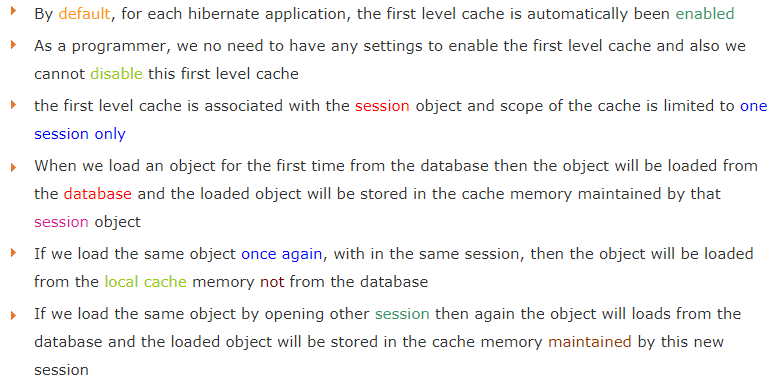 By default, for each hibernate application, the first level cache is automatically been enabled
As a programmer, we no need to have any settings to enable the first level cache and also we
cannot disable this first level cache
the first level cache is associated with the session object and scope of the cache is limited to one
session only
When we load an object for the first time from the database then the object will be loaded from
the database and the loaded object will be stored in the cache memory maintained by that
session object
If we load the same object once again, with in the same session, then the object will be loaded
from the local cache memory not from the database
If we load the same object by opening other session then again the object will loads from the
database and the loaded object will be stored in the cache memory maintained by this new
session